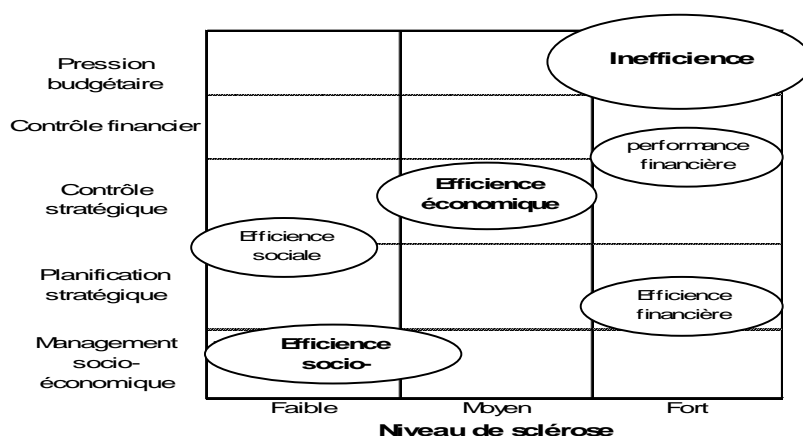 Pression
budgétaire
Inefficience
Contrôle financier
performance
financière
Contrôle
stratégique
Efficience
économique
Efficience
sociale
Planification
stratégique
Efficience
financière
Management
socio-
économique
Efficience
socio-
Faible
Moyen
Fort
Niveau de sclérose